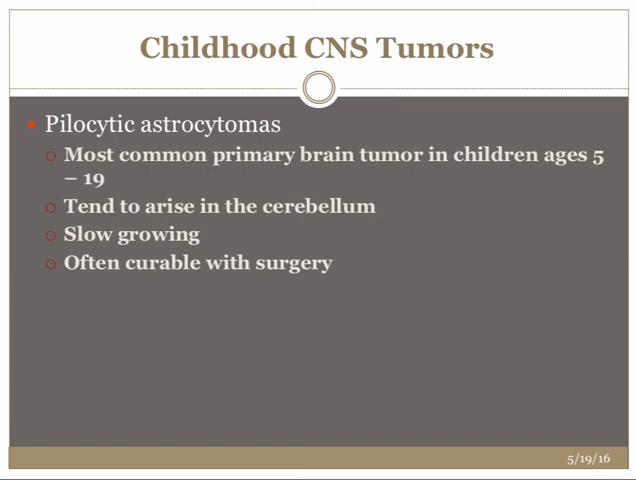 Childhood CNS Tumors
Pilocytic astrocytomas
Most common primary brain tumor in children ages 5
– 19
Tend to arise in the cerebellum
Slow growing
Often curable with surgery
5/19/16